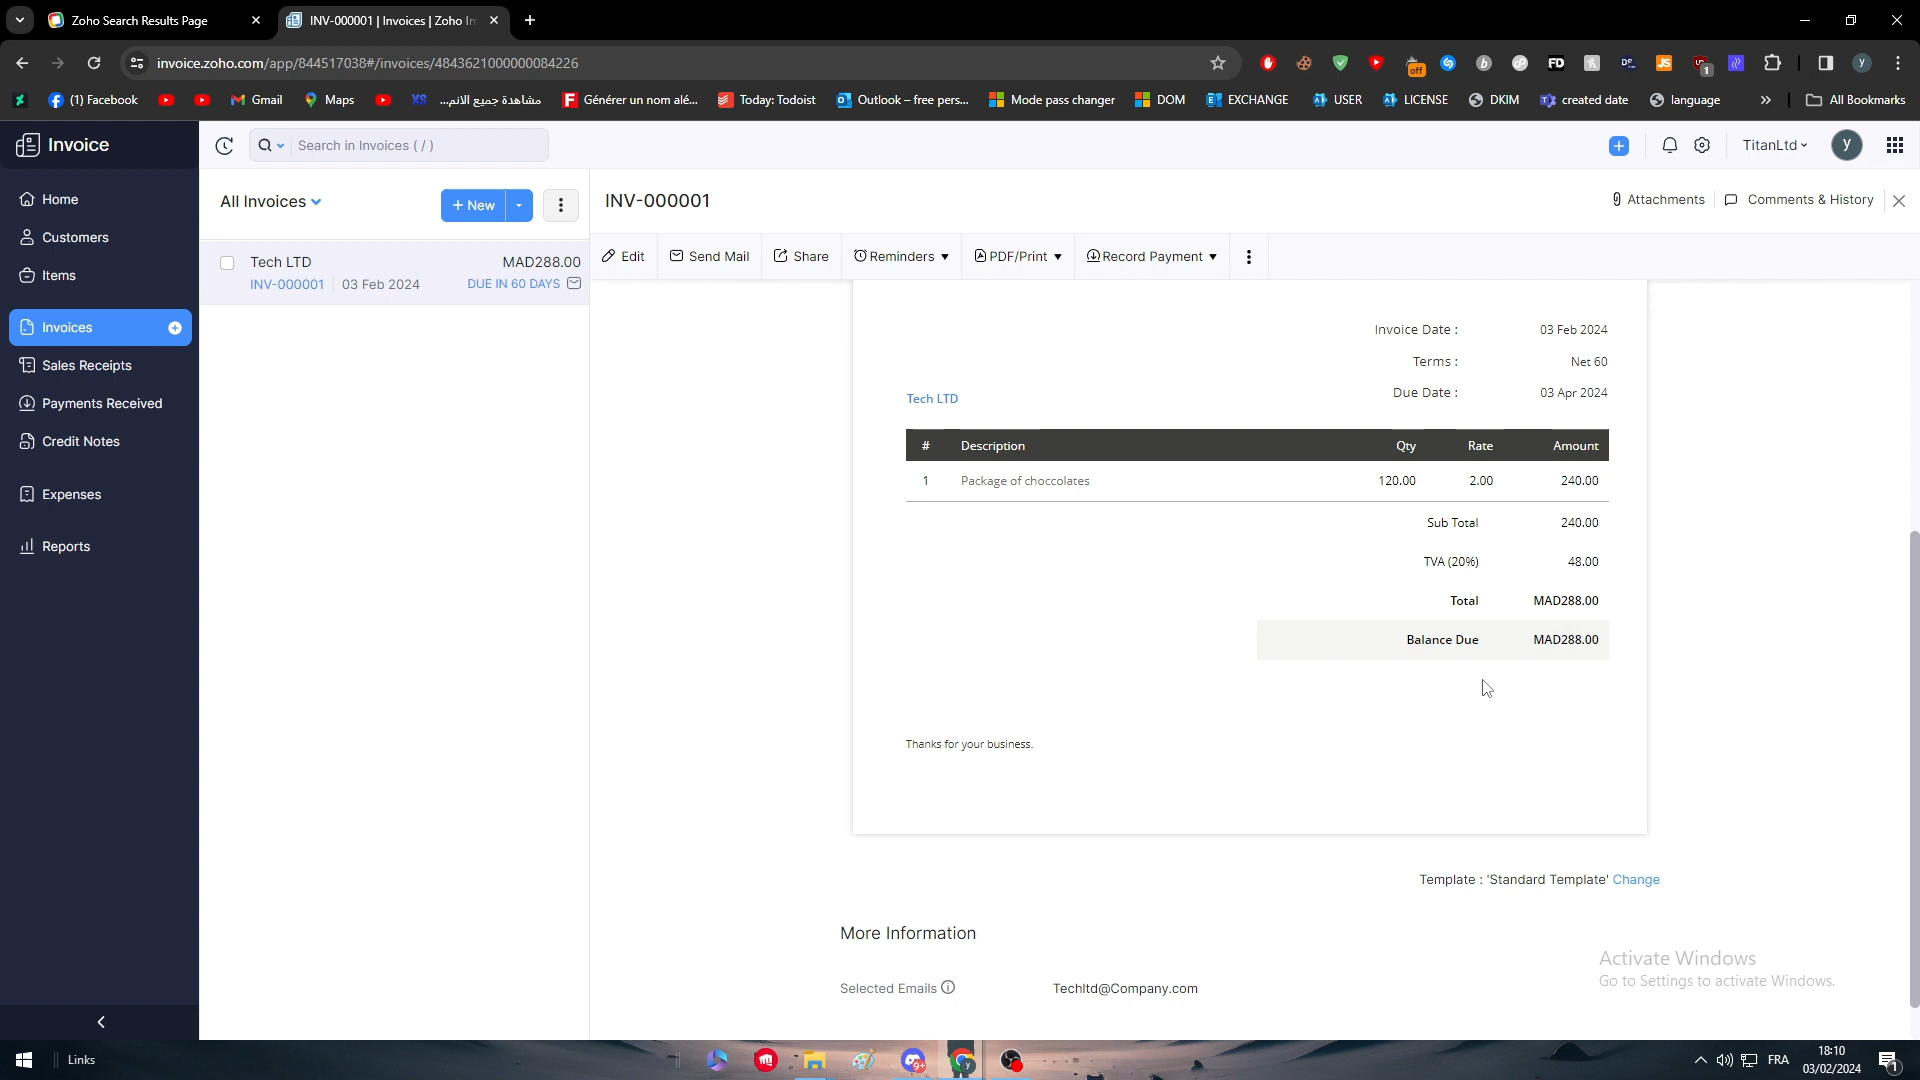 Zoho Search Results Page
INV-000001 | Invoices | Zoho In
invoice.zoho.com/app/844517038#/invoices/4843621000000084226
off
FD
JS
1
y
(1) Facebook
Gmail
Maps
XS
مشاهدة جميع الانم...
Générer un nom alé...
Today: Todoist
Outlook – free pers...
Mode pass changer
DOM
EXCHANGE
USER
LICENSE
DKIM
created date
language
»
All Bookmarks
Invoice
Search in Invoices ( / )
TitanLtd
y
Home
Customers
Items
Invoices
Sales Receipts
Payments Received
Credit Notes
Expenses
Reports
All Invoices
+ New
Tech LTD MAD288.00
INV-000001 03 Feb 2024 DUE IN 60 DAYS
INV-000001
Attachments
Comments & History
Edit
Send Mail
Share
Reminders
PDF/Print
Record Payment
Invoice Date : 03 Feb 2024
Terms : Net 60
Due Date : 03 Apr 2024
Tech LTD
# Description Qty Rate Amount
1 Package of choccolates 120.00 2.00 240.00
Sub Total 240.00
TVA (20%) 48.00
Total MAD288.00
Balance Due MAD288.00
Thanks for your business.
Template : 'Standard Template' Change
More Information
Selected Emails Techltd@Company.com
Activate Windows
Go to Settings to activate Windows.
Links
9+
FRA
18:10
03/02/2024
1